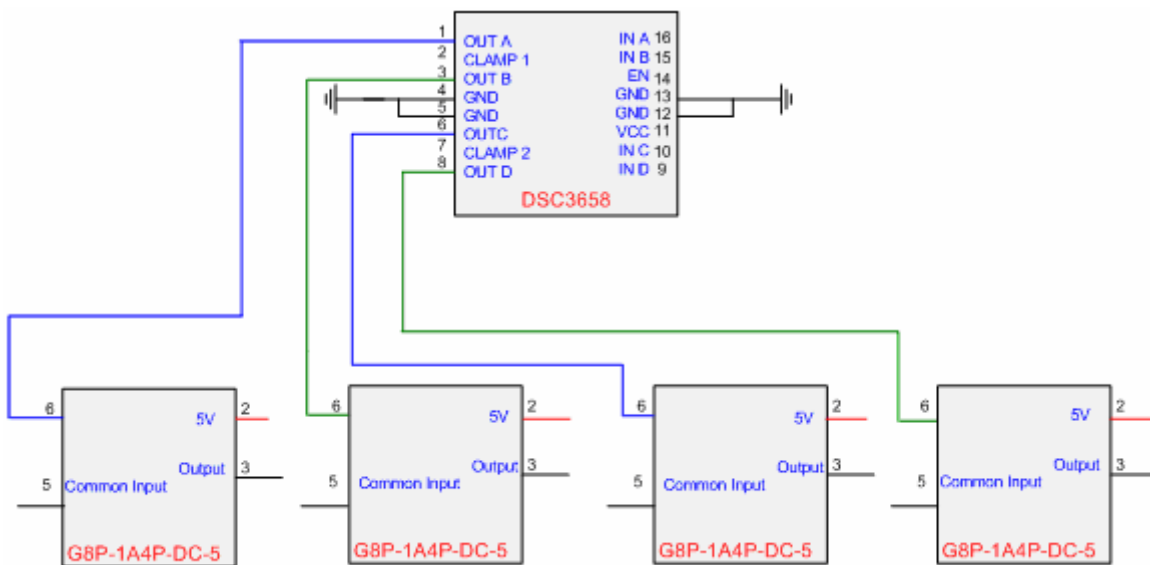 1 OUT A IN A 16
2 CLAMP 1 IN B 15
3 OUT B EN 14
4 GND GND 13
5 GND GND 12
6 OUTC VCC 11
7 CLAMP 2 IN C 10
8 OUT D IN D 9
DSC3658
6 5V 2
Output 3
5 Common Input
G8P-1A4P-DC-5
6 5V 2
Output 3
5 Common Input
G8P-1A4P-DC-5
6 5V 2
Output 3
5 Common Input
G8P-1A4P-DC-5
6 5V 2
Output 3
5 Common Input
G8P-1A4P-DC-5